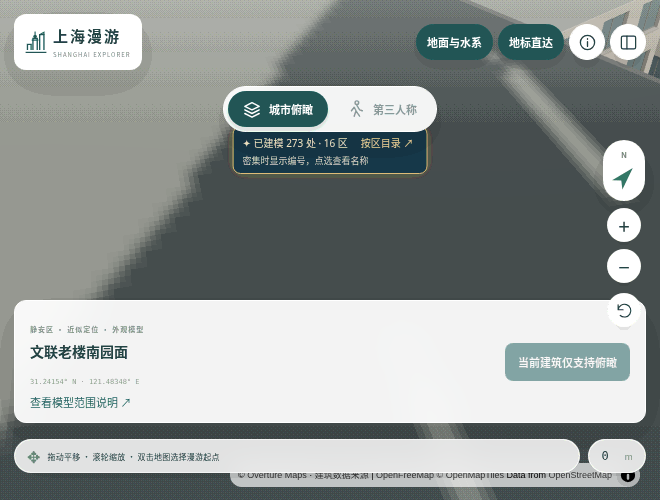 上海漫游
SHANGHAI EXPLORER
地面与水系
地标直达
城市俯瞰
第三人称
✦ 已建模 273 处 · 16 区 按区目录 ↗
密集时显示编号，点选查看名称
N
+
−
静安区 · 近似定位 · 外观模型
文联老楼南园面
31.24154° N · 121.48348° E
查看模型范围说明 ↗
当前建筑仅支持俯瞰
拖动平移 · 滚轮缩放 · 双击地图选择漫游起点
0 m
© Overture Maps · 建筑数据来源 | OpenFreeMap © OpenMapTiles Data from OpenStreetMap